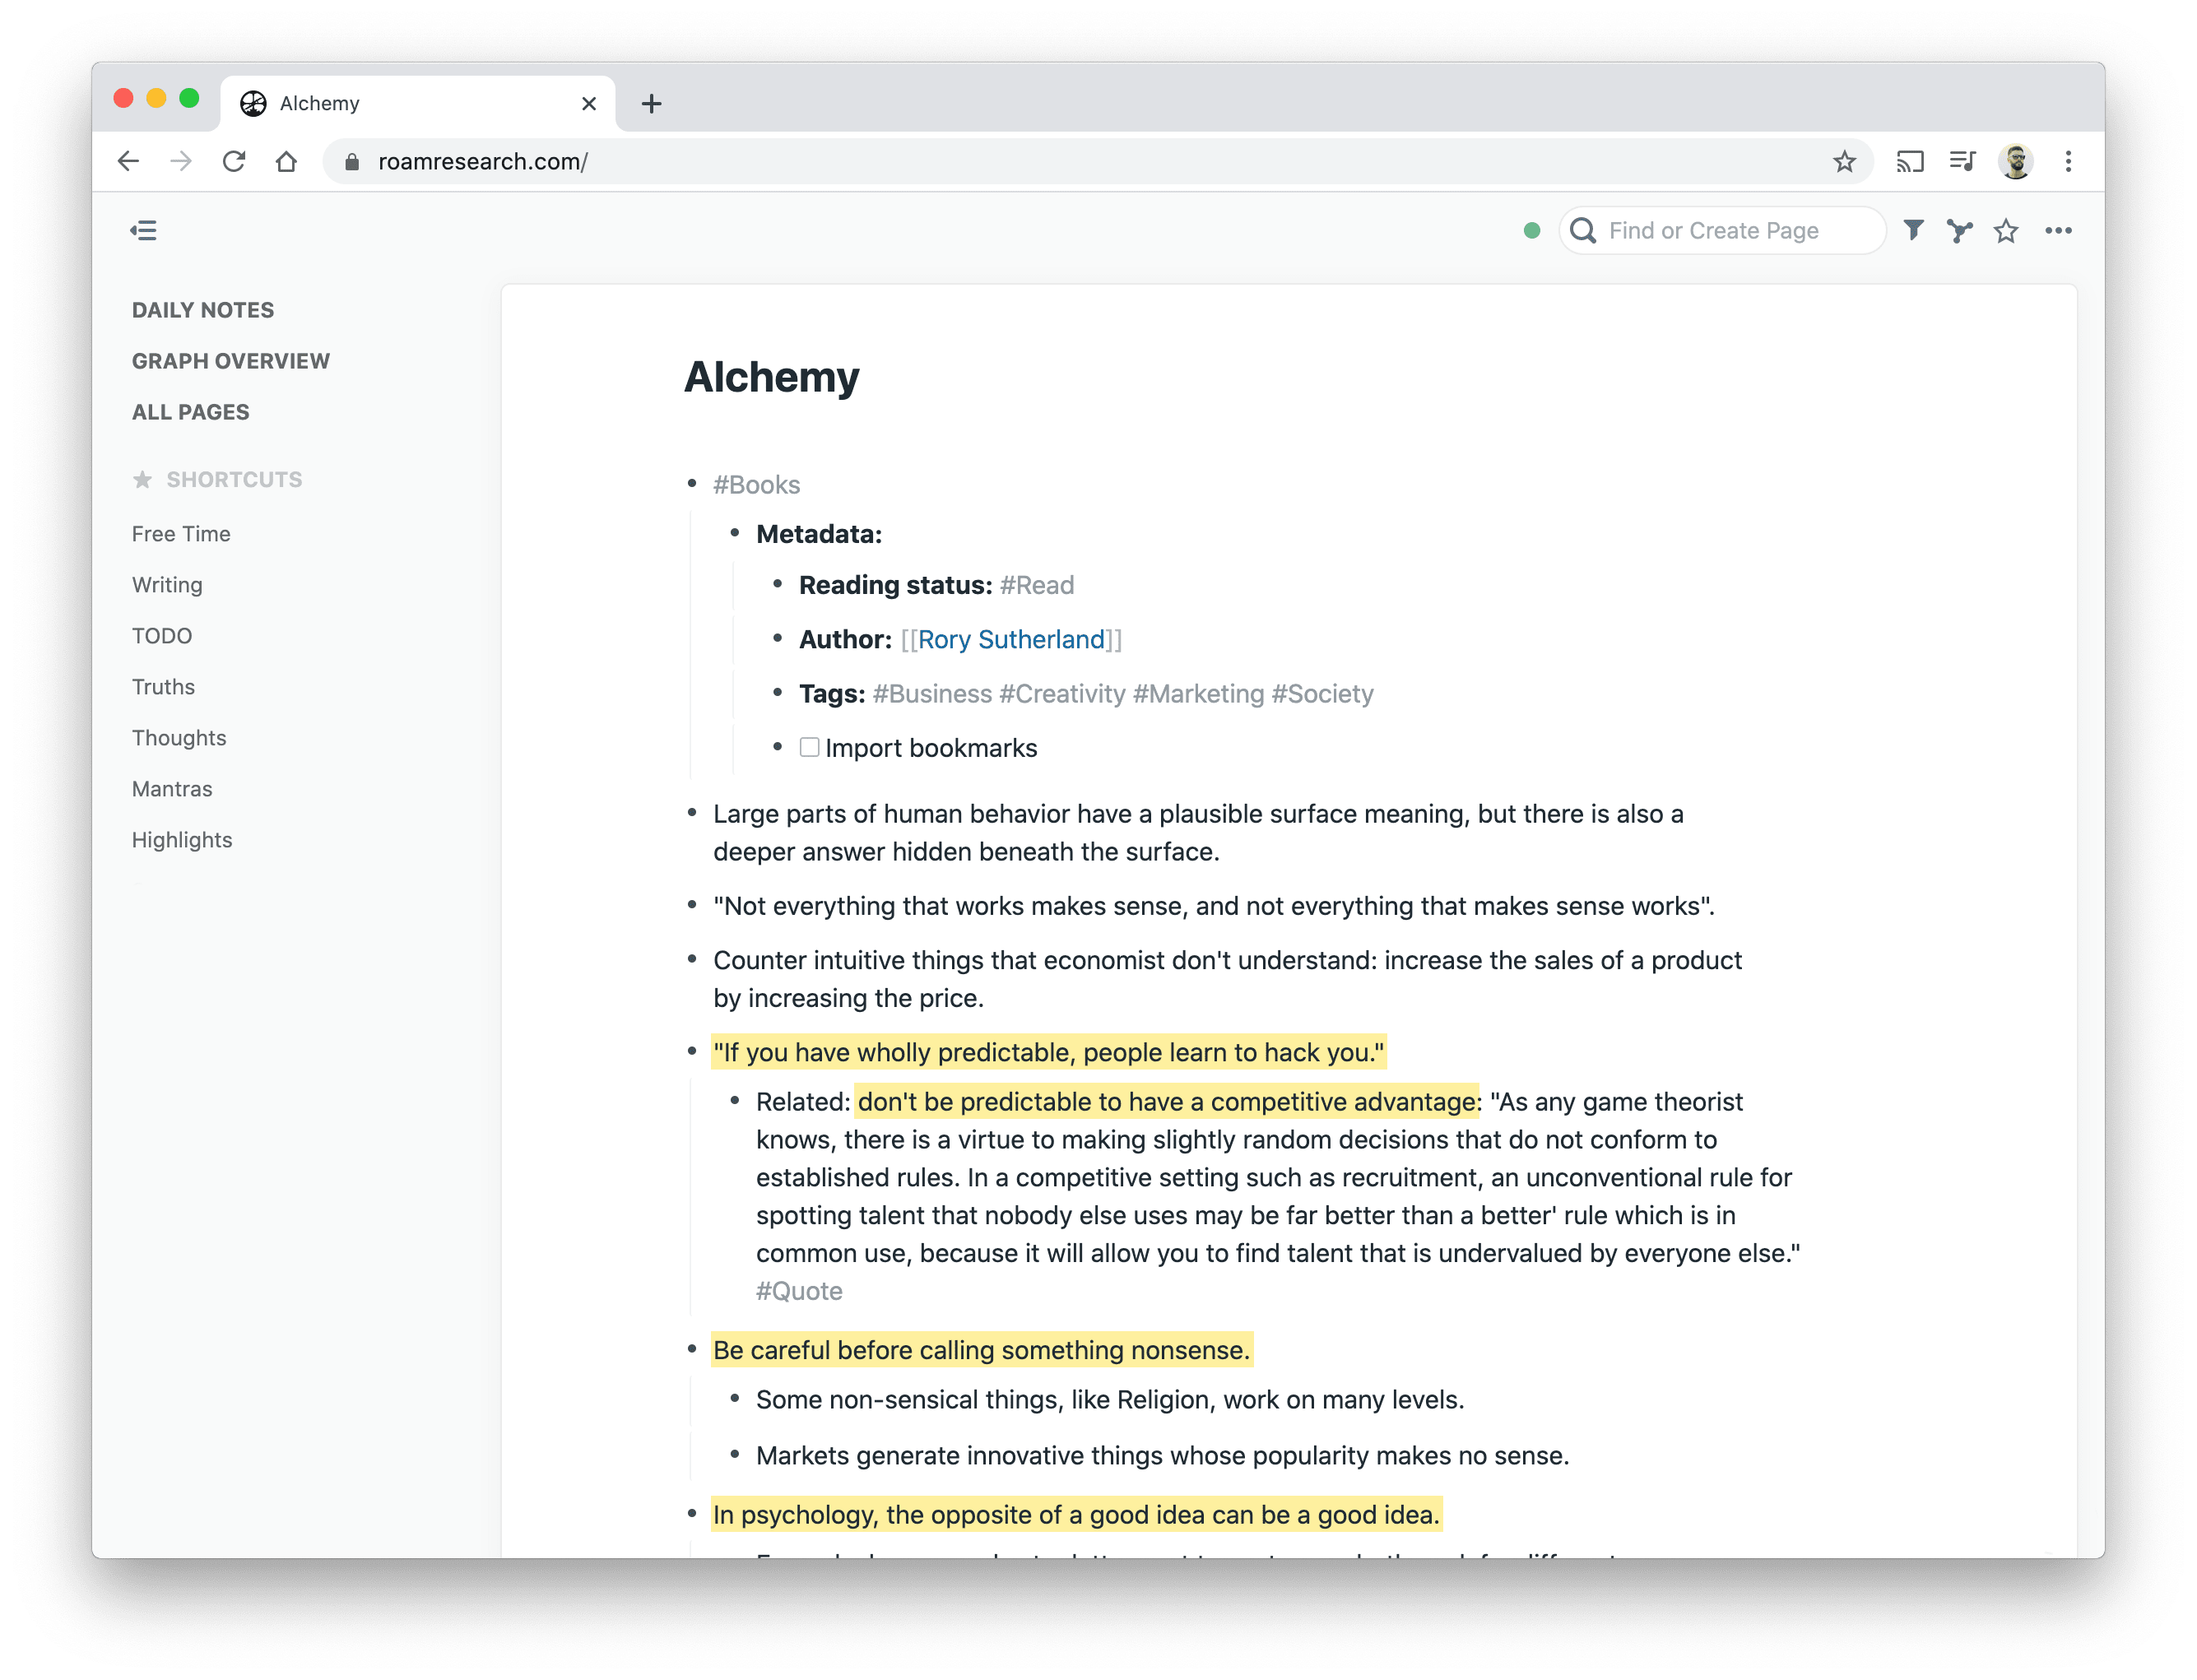 Alchemy
roamresearch.com/
Find or Create Page
DAILY NOTES
GRAPH OVERVIEW
ALL PAGES
SHORTCUTS
Free Time
Writing
TODO
Truths
Thoughts
Mantras
Highlights
Alchemy
#Books
Metadata:
Reading status: #Read
Author: [[Rory Sutherland]]
Tags: #Business #Creativity #Marketing #Society
Import bookmarks
Large parts of human behavior have a plausible surface meaning, but there is also a
deeper answer hidden beneath the surface.
"Not everything that works makes sense, and not everything that makes sense works".
Counter intuitive things that economist don't understand: increase the sales of a product
by increasing the price.
"If you have wholly predictable, people learn to hack you."
Related: don't be predictable to have a competitive advantage: "As any game theorist
knows, there is a virtue to making slightly random decisions that do not conform to
established rules. In a competitive setting such as recruitment, an unconventional rule for
spotting talent that nobody else uses may be far better than a better' rule which is in
common use, because it will allow you to find talent that is undervalued by everyone else."
#Quote
Be careful before calling something nonsense.
Some non-sensical things, like Religion, work on many levels.
Markets generate innovative things whose popularity makes no sense.
In psychology, the opposite of a good idea can be a good idea.